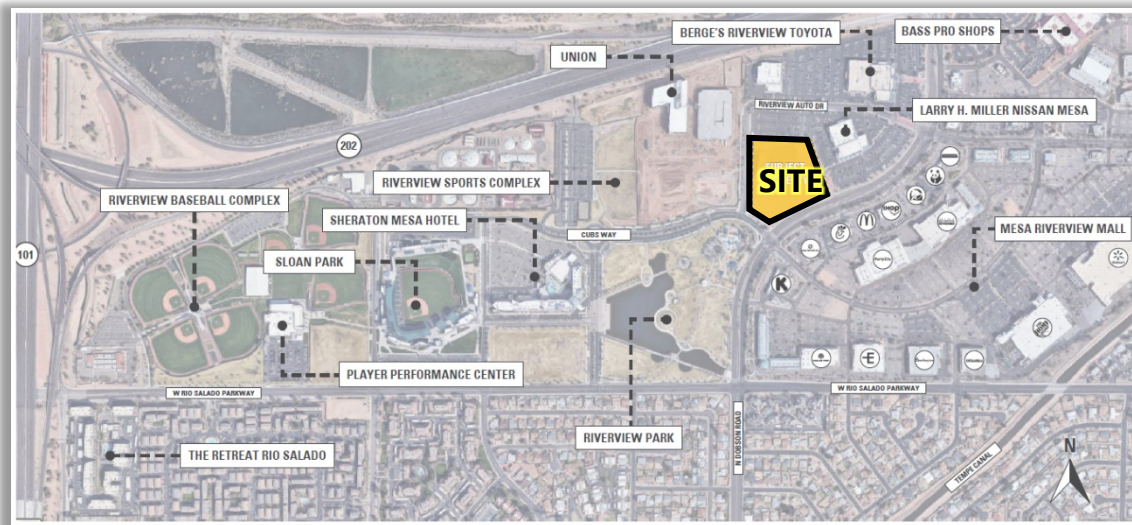 BERGE'S RIVERVIEW TOYOTA
BASS PRO SHOPS
UNION
RIVERVIEW AUTO DR
LARRY H. MILLER NISSAN MESA
202
SUBJECT
SITE
RIVERVIEW SPORTS COMPLEX
RIVERVIEW BASEBALL COMPLEX
SHERATON MESA HOTEL
MESA RIVERVIEW MALL
CUBS WAY
101
SLOAN PARK
IHOP
K
E
PLAYER PERFORMANCE CENTER
W RIO SALADO PARKWAY
W RIO SALADO PARKWAY
RIVERVIEW PARK
N DOBSON ROAD
THE RETREAT RIO SALADO
TEMPE CANAL
N